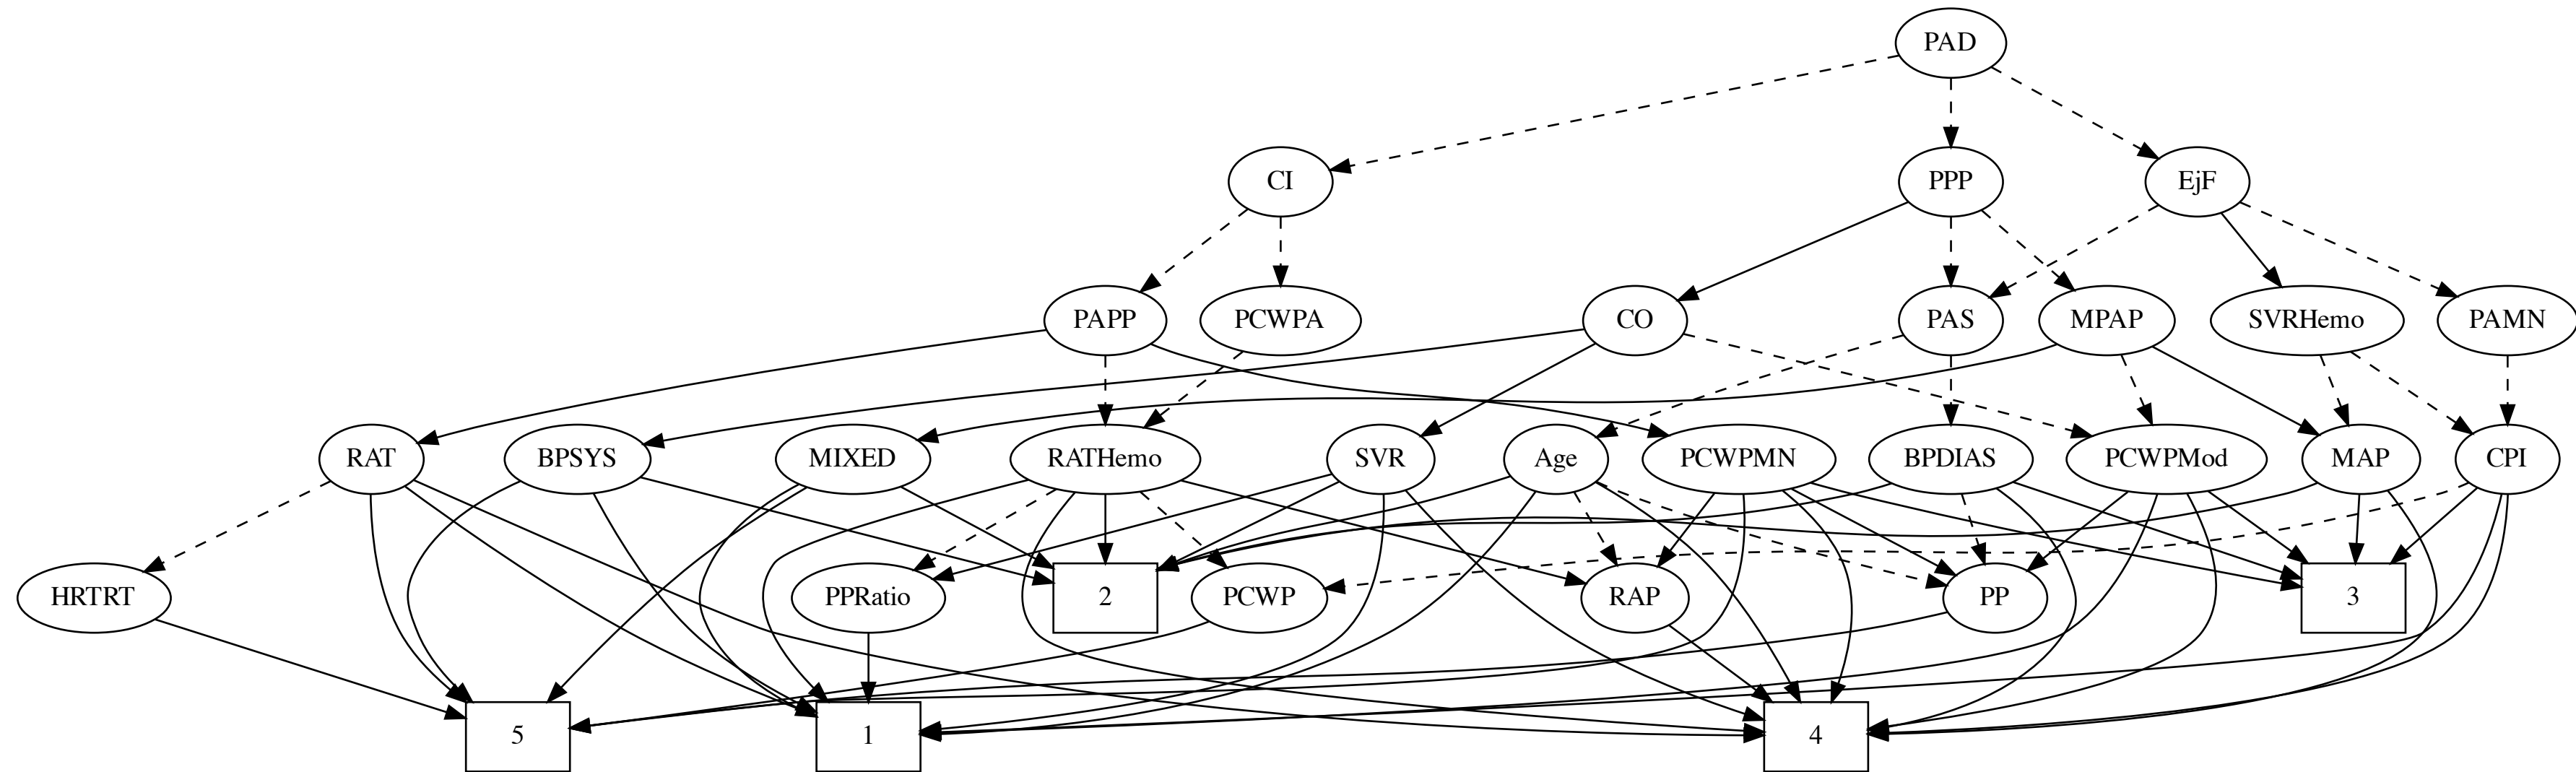 PAD
CI
PPP
EjF
PAPP
PCWPA
CO
PAS
MPAP
SVRHemo
PAMN
RAT
BPSYS
MIXED
RATHemo
SVR
Age
PCWPMN
BPDIAS
PCWPMod
MAP
CPI
HRTRT
PPRatio
2
PCWP
RAP
PP
3
5
1
4